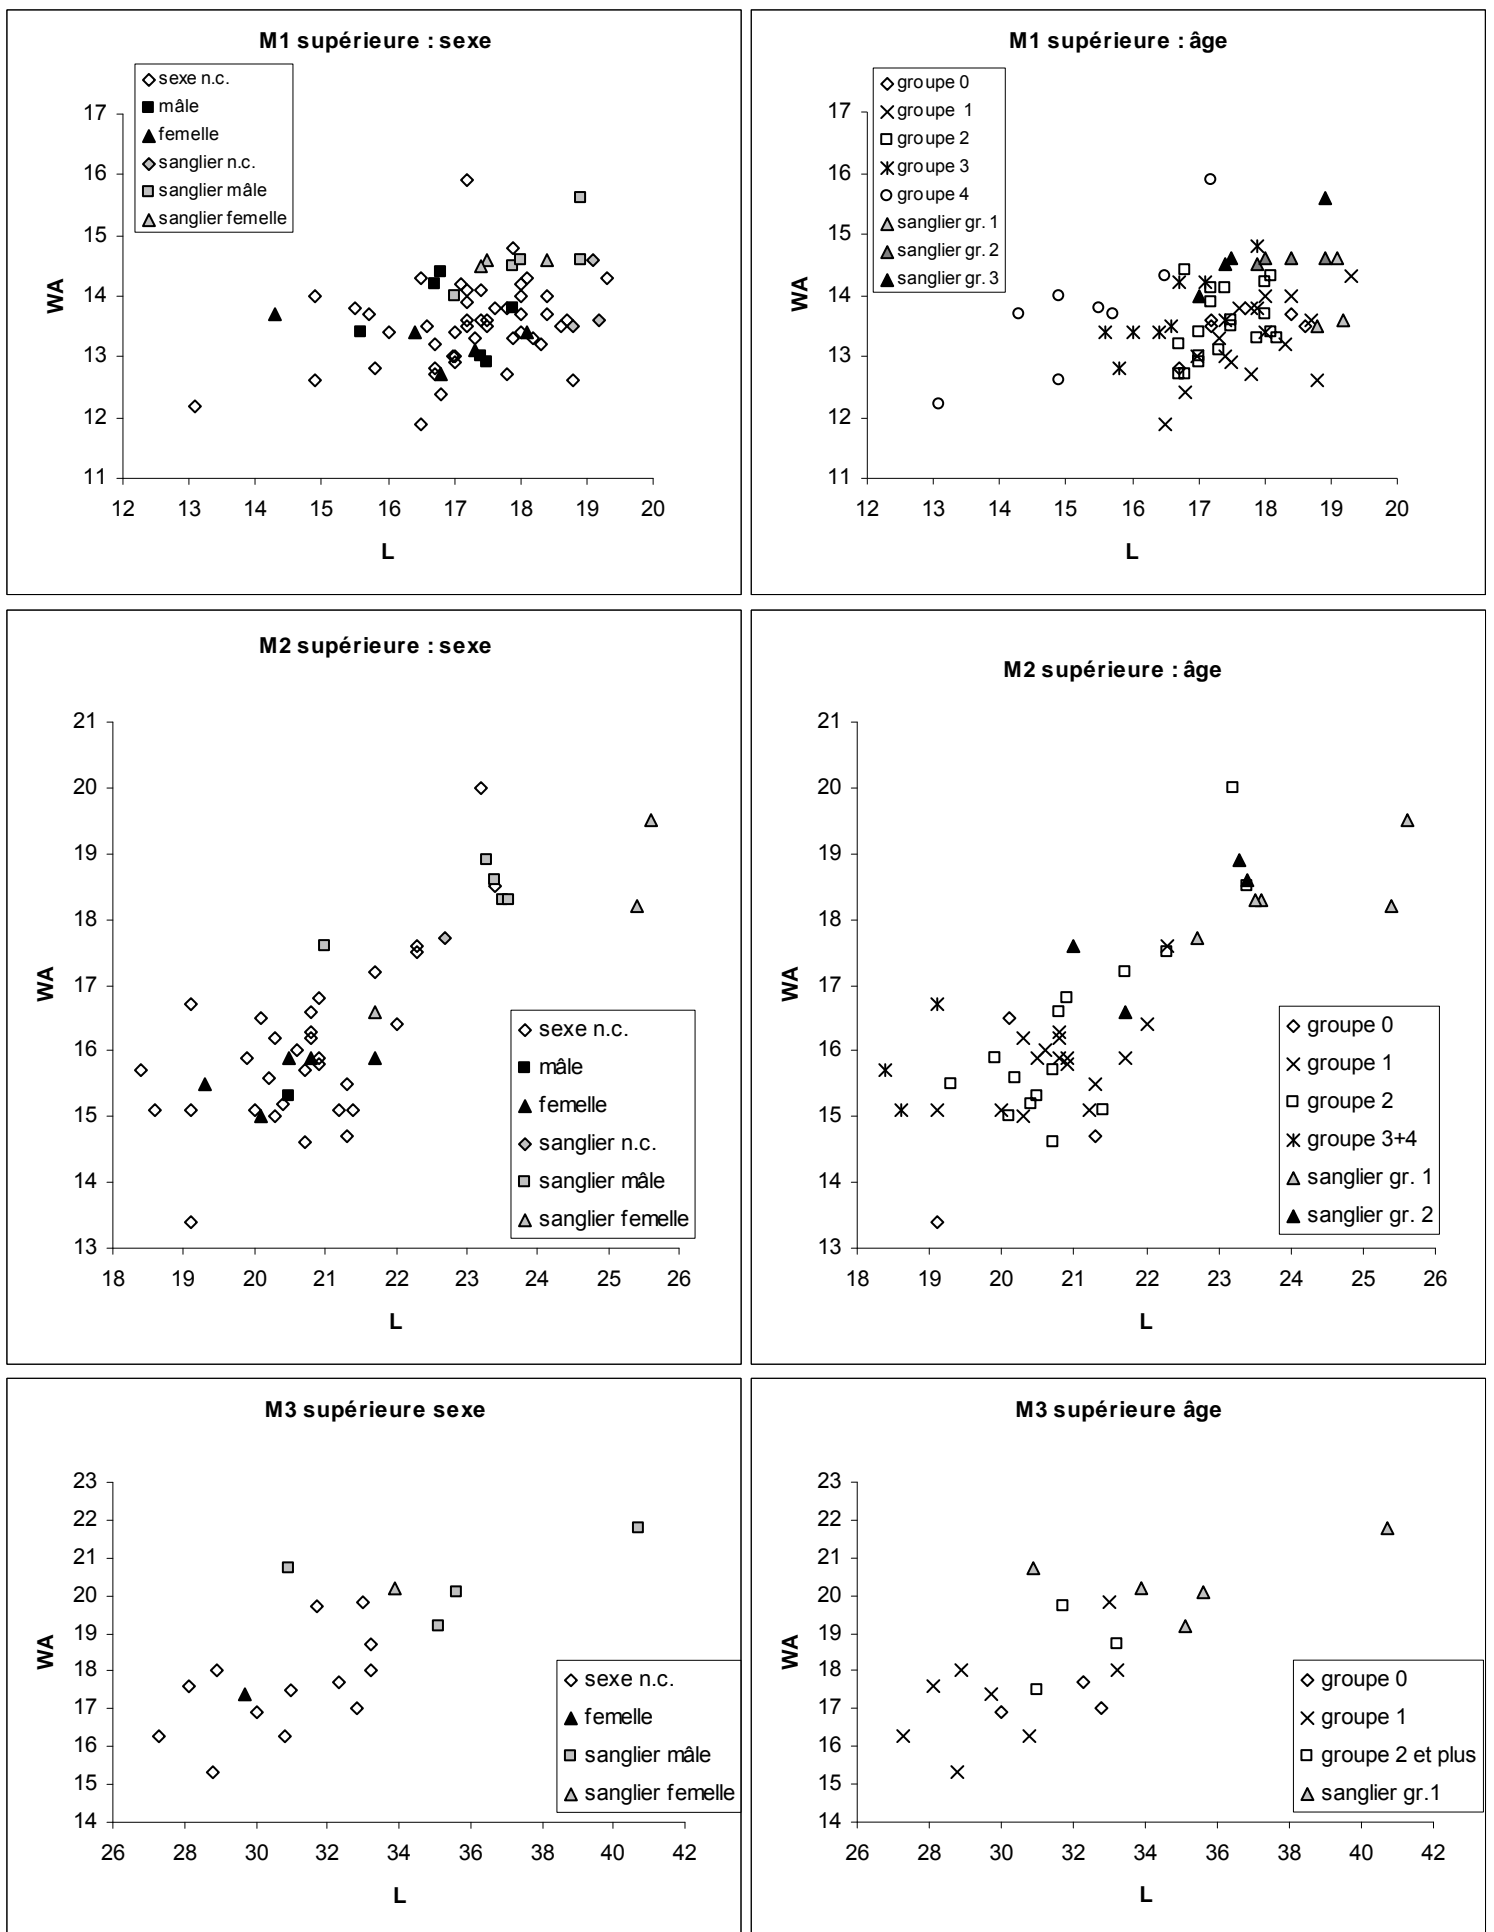 M1 supérieure : sexe
sexe n.c.
mâle
femelle
sanglier n.c.
sanglier mâle
sanglier femelle
17
16
15
14
13
12
11
WA
12 13 14 15 16 17 18 19 20
L
M1 supérieure : âge
groupe 0
groupe 1
groupe 2
groupe 3
groupe 4
sanglier gr. 1
sanglier gr. 2
sanglier gr. 3
17
16
15
14
13
12
11
WA
12 13 14 15 16 17 18 19 20
L
M2 supérieure : sexe
21
20
19
18
17
16
15
14
13
WA
sexe n.c.
mâle
femelle
sanglier n.c.
sanglier mâle
sanglier femelle
18 19 20 21 22 23 24 25 26
L
M2 supérieure : âge
21
20
19
18
17
16
15
14
13
WA
groupe 0
groupe 1
groupe 2
groupe 3+4
sanglier gr. 1
sanglier gr. 2
18 19 20 21 22 23 24 25 26
L
M3 supérieure sexe
23
22
21
20
19
18
17
16
15
14
WA
sexe n.c.
femelle
sanglier mâle
sanglier femelle
26 28 30 32 34 36 38 40 42
L
M3 supérieure âge
23
22
21
20
19
18
17
16
15
14
WA
groupe 0
groupe 1
groupe 2 et plus
sanglier gr.1
26 28 30 32 34 36 38 40 42
L